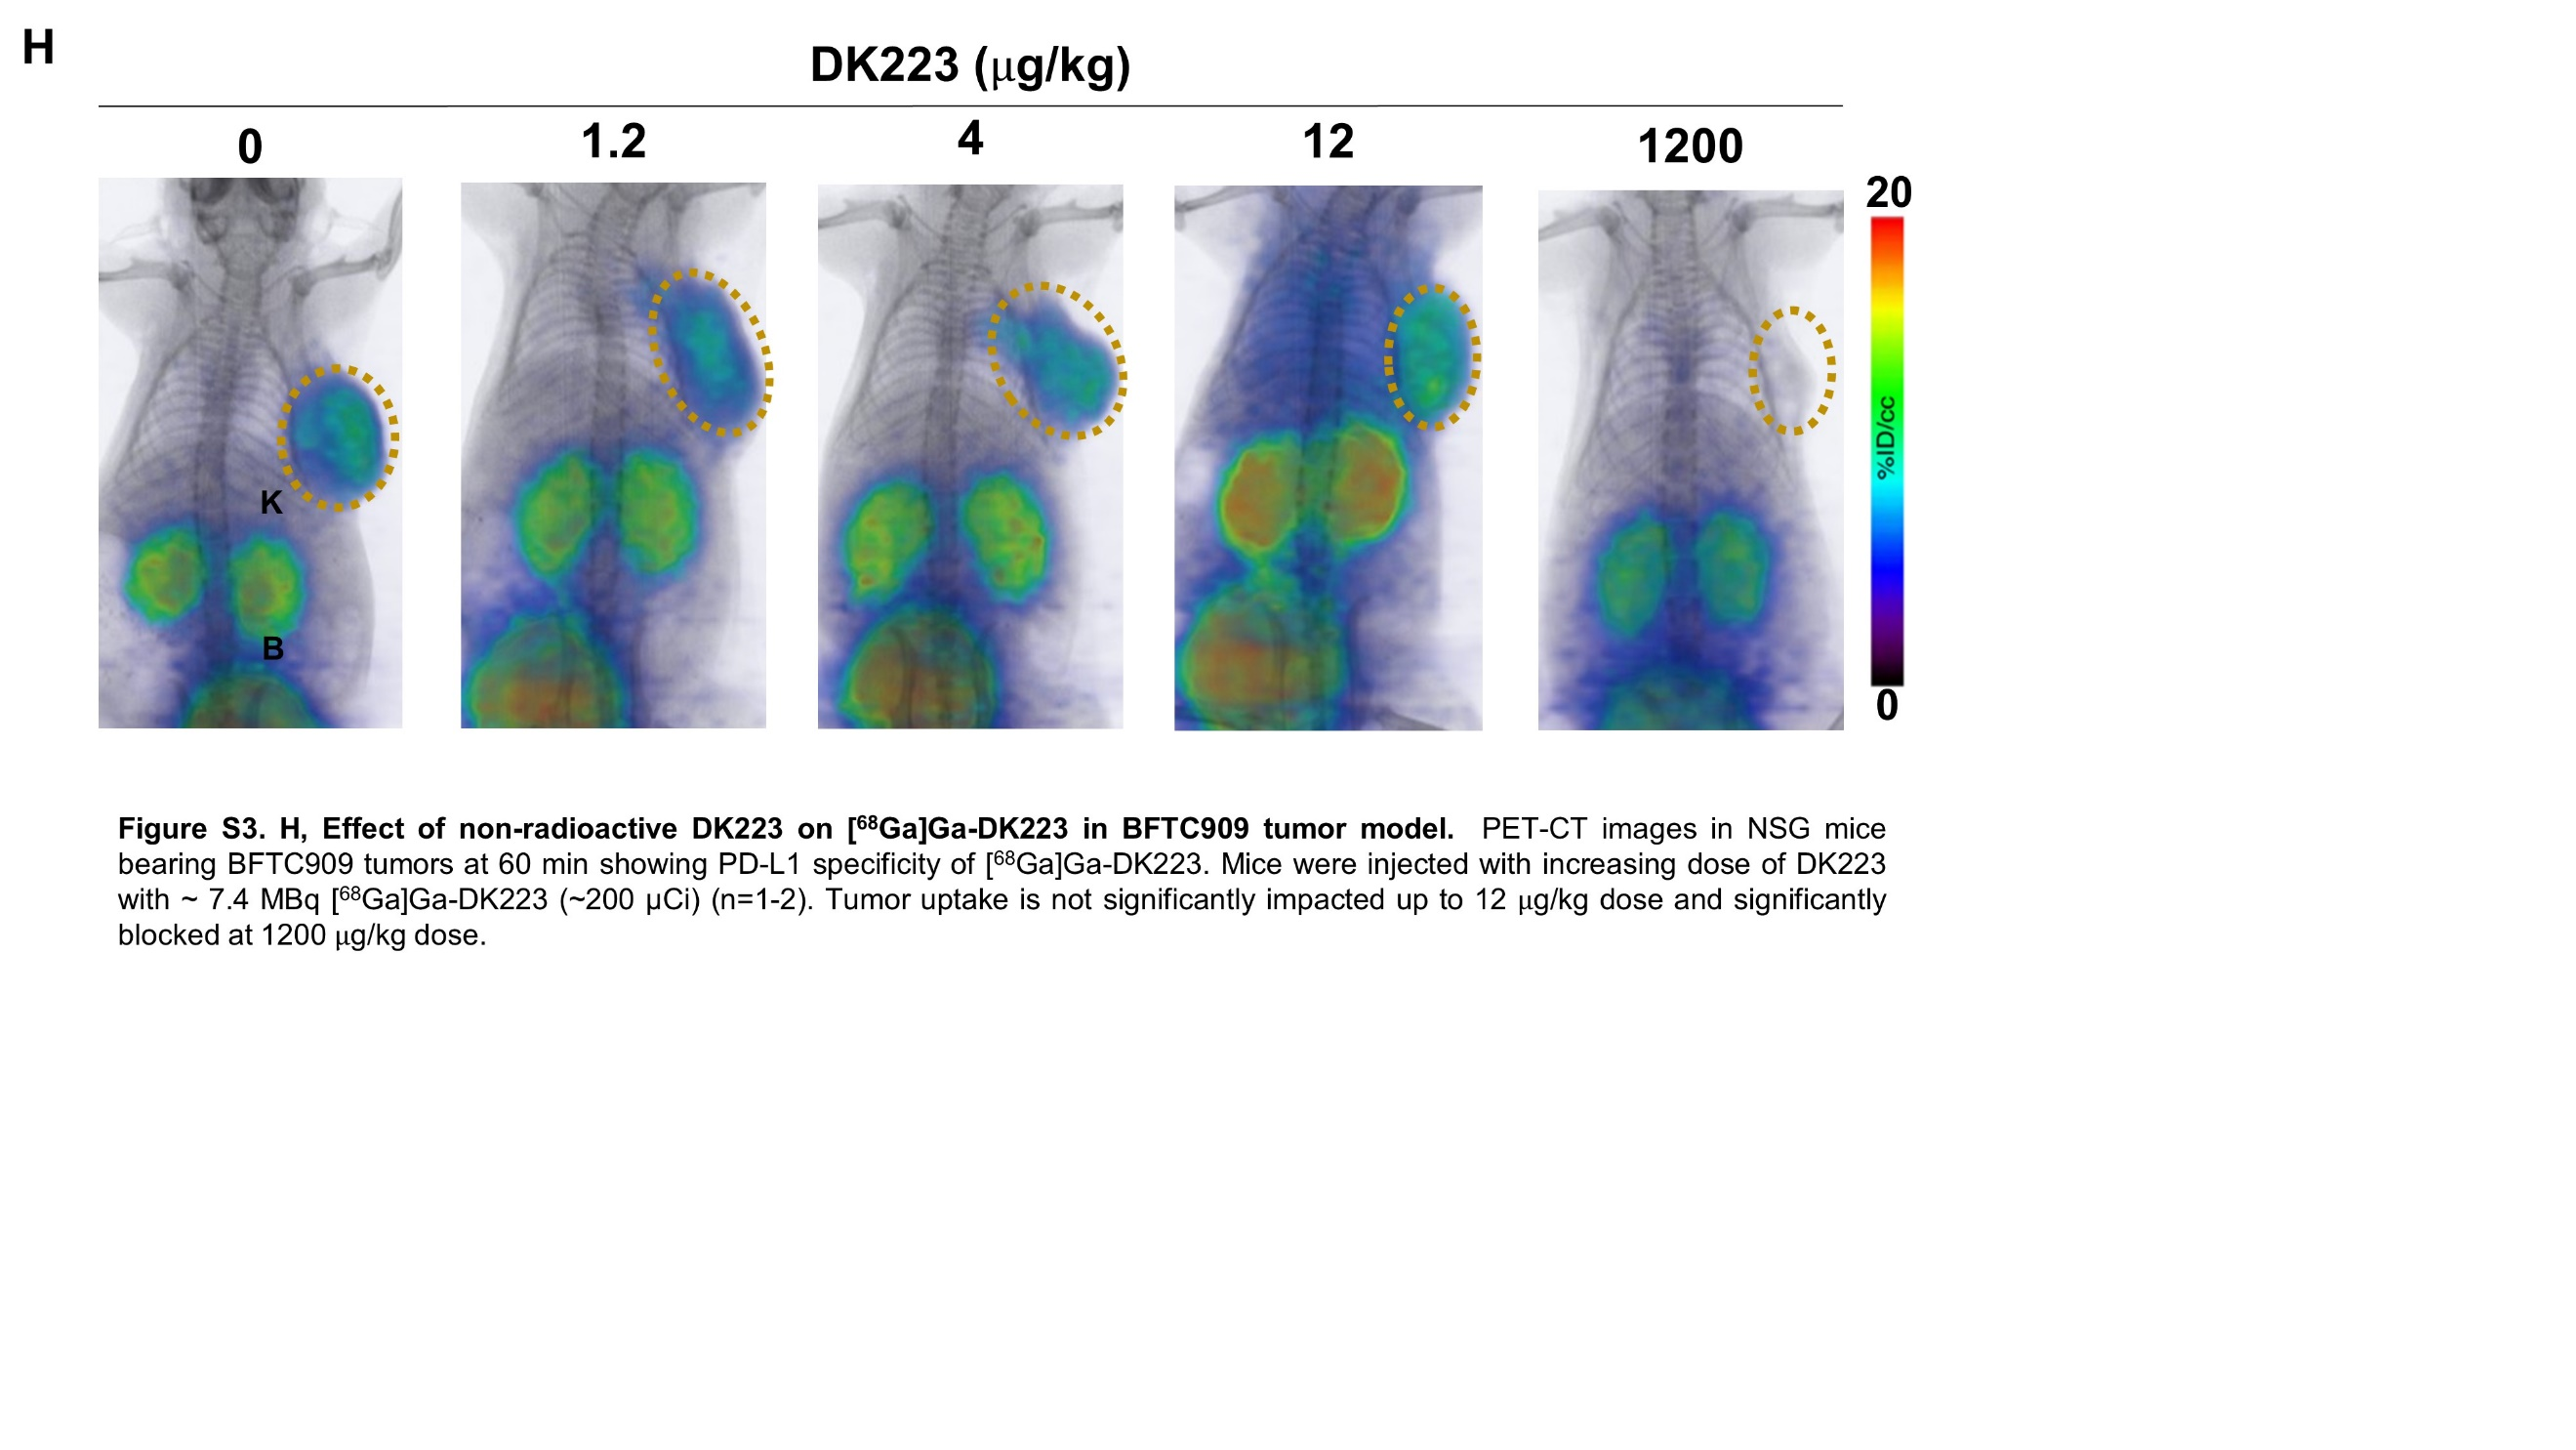 H
DK223 (μg/kg)
0 1.2 4 12 1200
20
%ID/cc
K
B
0
Figure S3. H, Effect of non-radioactive DK223 on [⁶⁸Ga]Ga-DK223 in BFTC909 tumor model. PET-CT images in NSG mice
bearing BFTC909 tumors at 60 min showing PD-L1 specificity of [⁶⁸Ga]Ga-DK223. Mice were injected with increasing dose of DK223
with ~ 7.4 MBq [⁶⁸Ga]Ga-DK223 (~200 µCi) (n=1-2). Tumor uptake is not significantly impacted up to 12 μg/kg dose and significantly
blocked at 1200 μg/kg dose.